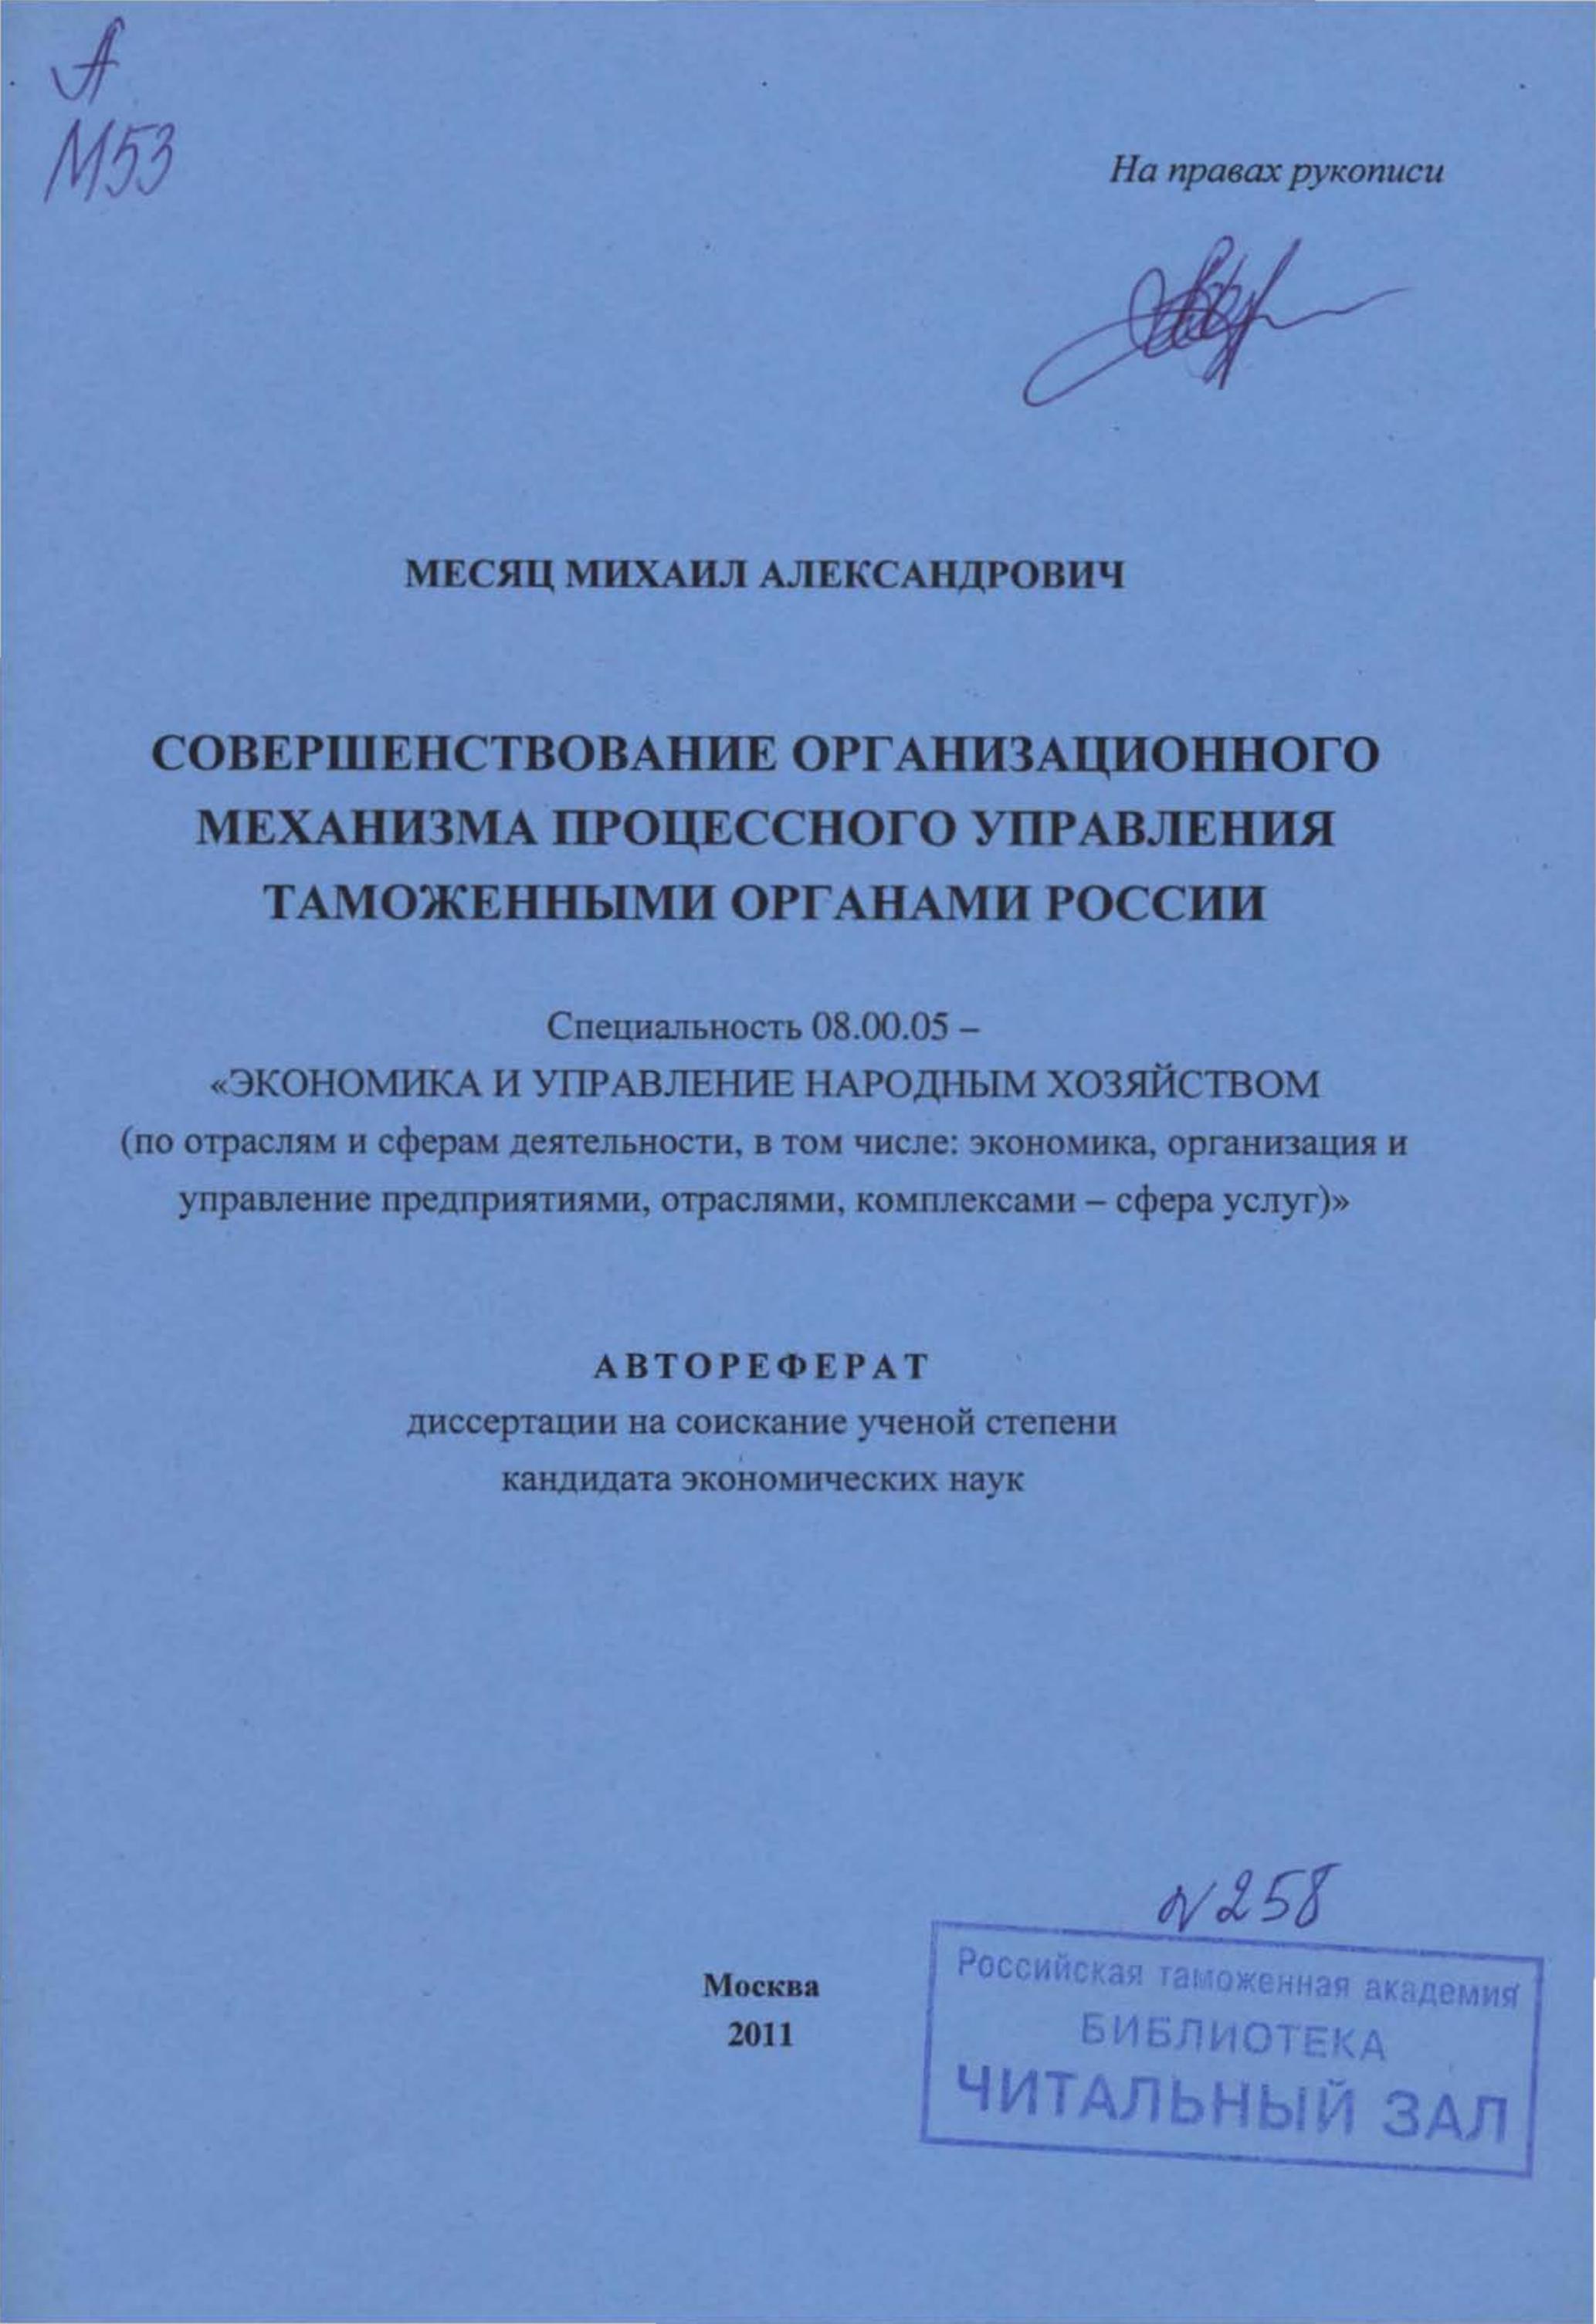 А
М53
На правах рукописи
МЕСЯЦ МИХАИЛ АЛЕКСАНДРОВИЧ
СОВЕРШЕНСТВОВАНИЕ ОРГАНИЗАЦИОННОГО
МЕХАНИЗМА ПРОЦЕССНОГО УПРАВЛЕНИЯ
ТАМОЖЕННЫМИ ОРГАНАМИ РОССИИ
Специальность 08.00.05 –
«ЭКОНОМИКА И УПРАВЛЕНИЕ НАРОДНЫМ ХОЗЯЙСТВОМ
(по отраслям и сферам деятельности, в том числе: экономика, организация и
управление предприятиями, отраслями, комплексами – сфера услуг)»
АВТОРЕФЕРАТ
диссертации на соискание ученой степени
кандидата экономических наук
Москва
2011
N258
Российская таможенная академия
БИБЛИОТЕКА
ЧИТАЛЬНЫЙ ЗАЛ